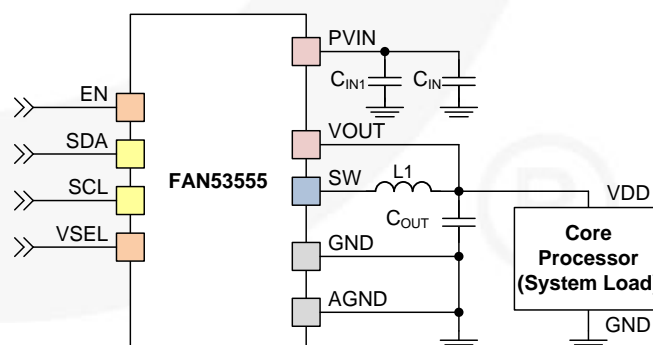 PVIN
CIN1
CIN
EN
VOUT
SDA
L1
FAN53555
SW
SCL
VDD
COUT
VSEL
Core
Processor
(System Load)
GND
GND
AGND